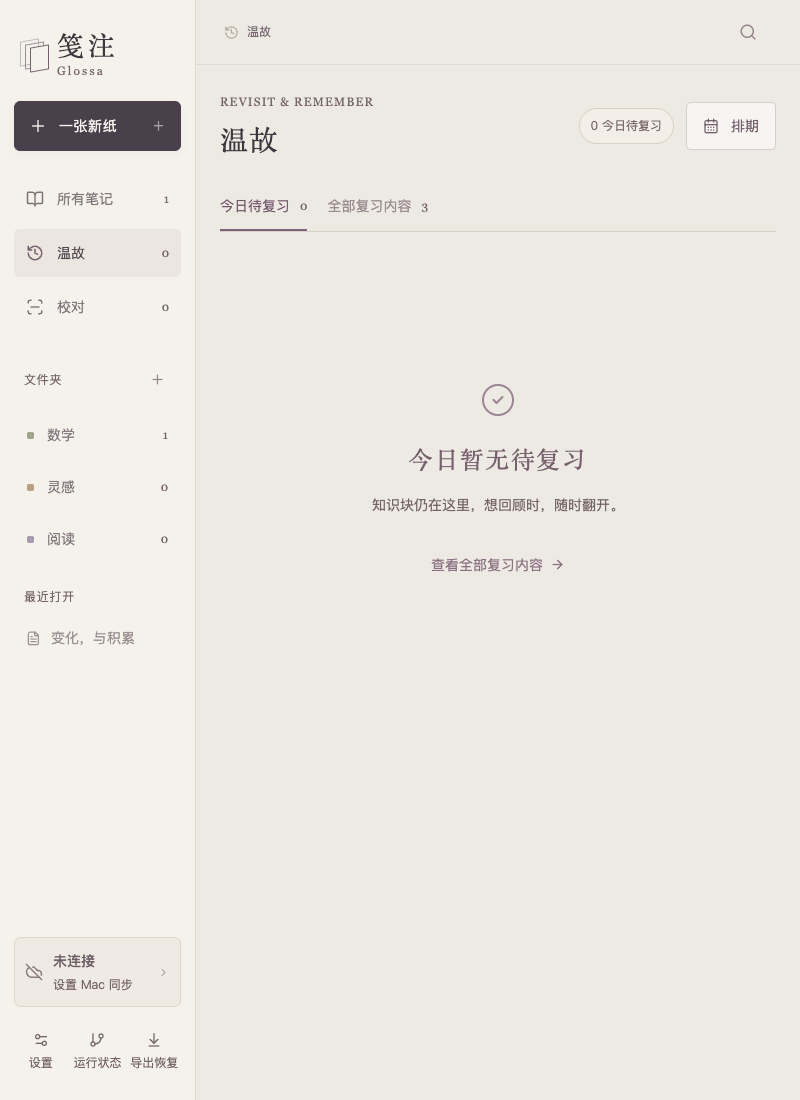 笺注
Glossa
一张新纸
所有笔记 1
温故 0
校对 0
文件夹
数学 1
灵感 0
阅读 0
最近打开
变化，与积累
未连接
设置 Mac 同步
设置 运行状态 导出恢复
温故
REVISIT & REMEMBER
温故
0 今日待复习
排期
今日待复习 0 全部复习内容 3
今日暂无待复习
知识块仍在这里，想回顾时，随时翻开。
查看全部复习内容 →